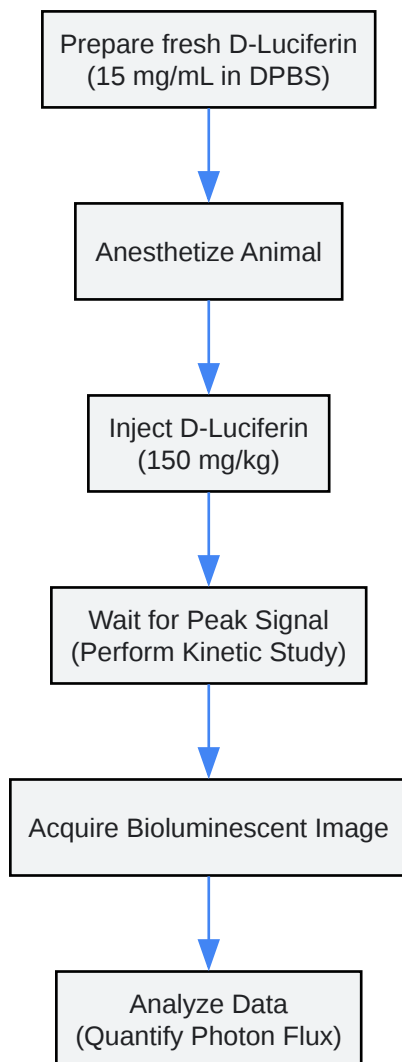 Prepare fresh D-Luciferin
(15 mg/mL in DPBS)
Anesthetize Animal
Inject D-Luciferin
(150 mg/kg)
Wait for Peak Signal
(Perform Kinetic Study)
Acquire Bioluminescent Image
Analyze Data
(Quantify Photon Flux)